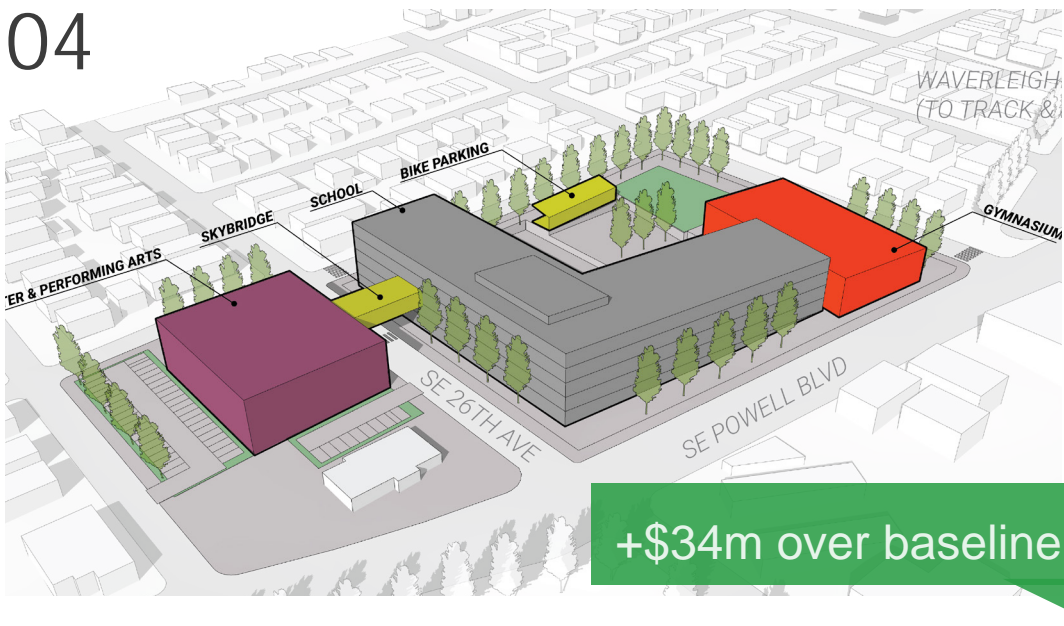 04
WAVERLEIGH
(TO TRACK &
BIKE PARKING
SCHOOL
SKYBRIDGE
GYMNASIUM
TER & PERFORMING ARTS
SE 26TH AVE
SE POWELL BLVD
+$34m over baseline